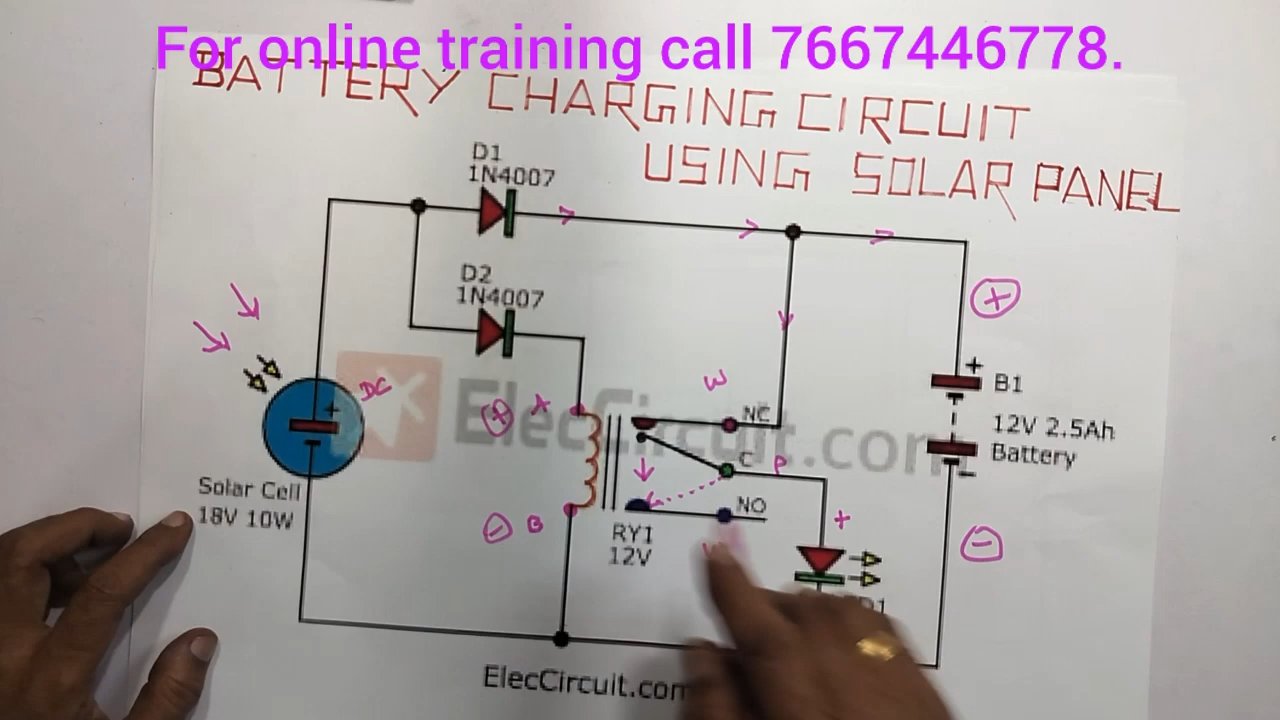 For online training call 7667446778.
BATTERY CHARGING CIRCUIT
USING SOLAR PANEL
D1
1N4007
D2
1N4007
DC
+
Solar Cell
18V 10W
ElecCircuit.com
+ A
- B
W
NC
C
P
NO
RY1
12V
+
+
+
B1
12V 2.5Ah
Battery
-
-
ElecCircuit.com